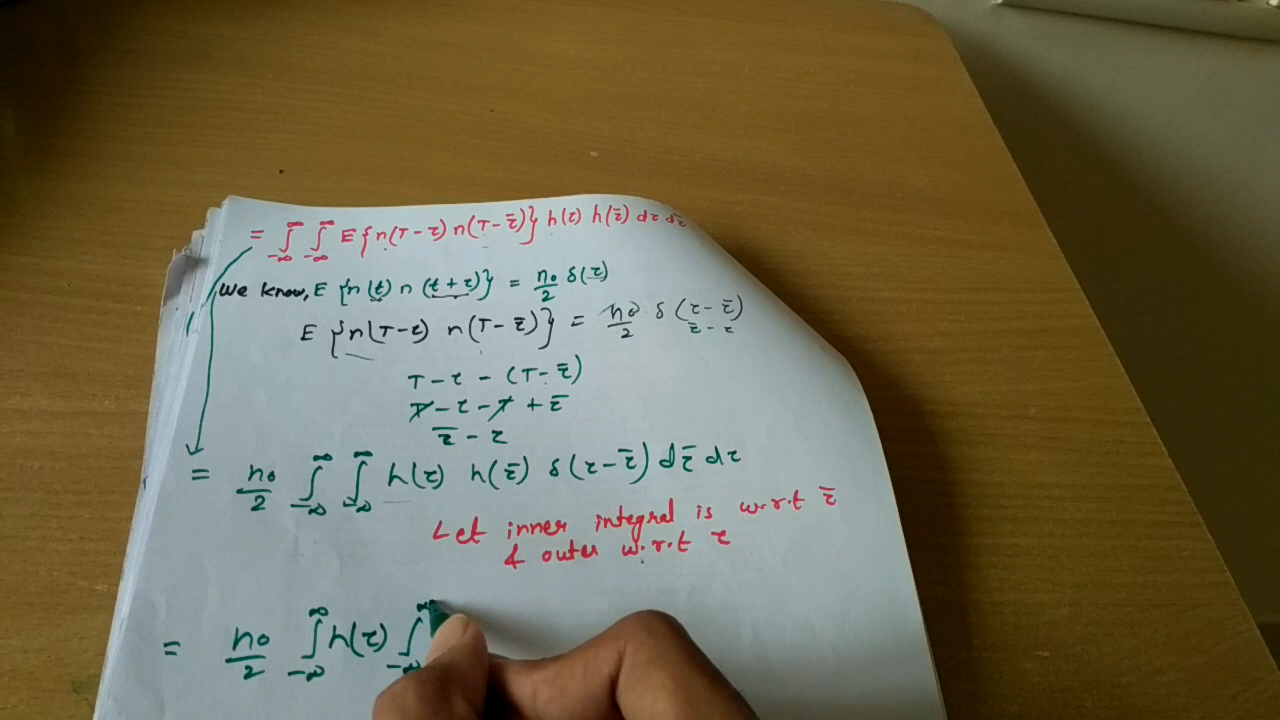 = ∫_{-∞}^{∞} ∫_{-∞}^{∞} E{n(T-τ) n(T-τ̄)} h(τ) h(τ̄) dτ dτ̄
We know, E {n(t) n(t+τ)} = n₀/2 δ(τ)
E {n(T-τ) n(T-τ̄)} = n₀/2 δ(τ-τ̄)
τ̄-τ
T-τ-(T-τ̄)
T-τ-T+τ̄
τ̄-τ
= n₀/2 ∫_{-∞}^{∞} ∫_{-∞}^{∞} h(τ) h(τ̄) δ(τ-τ̄) dτ̄ dτ
Let inner integral is w.r.t τ̄
& outer w.r.t τ
= n₀/2 ∫_{-∞}^{∞} h(τ) ∫_{-∞}^{∞}